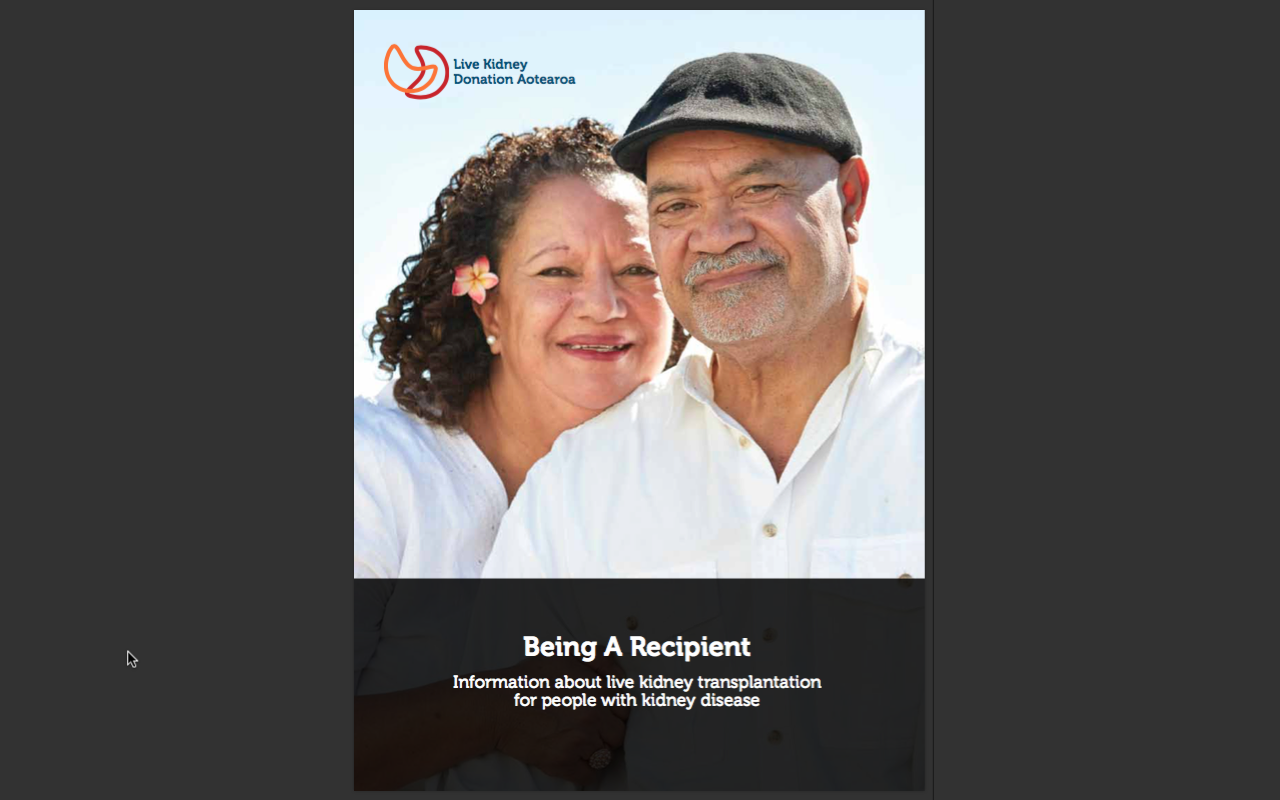 Live Kidney
Donation Aotearoa
Being A Recipient
Information about live kidney transplantation
for people with kidney disease